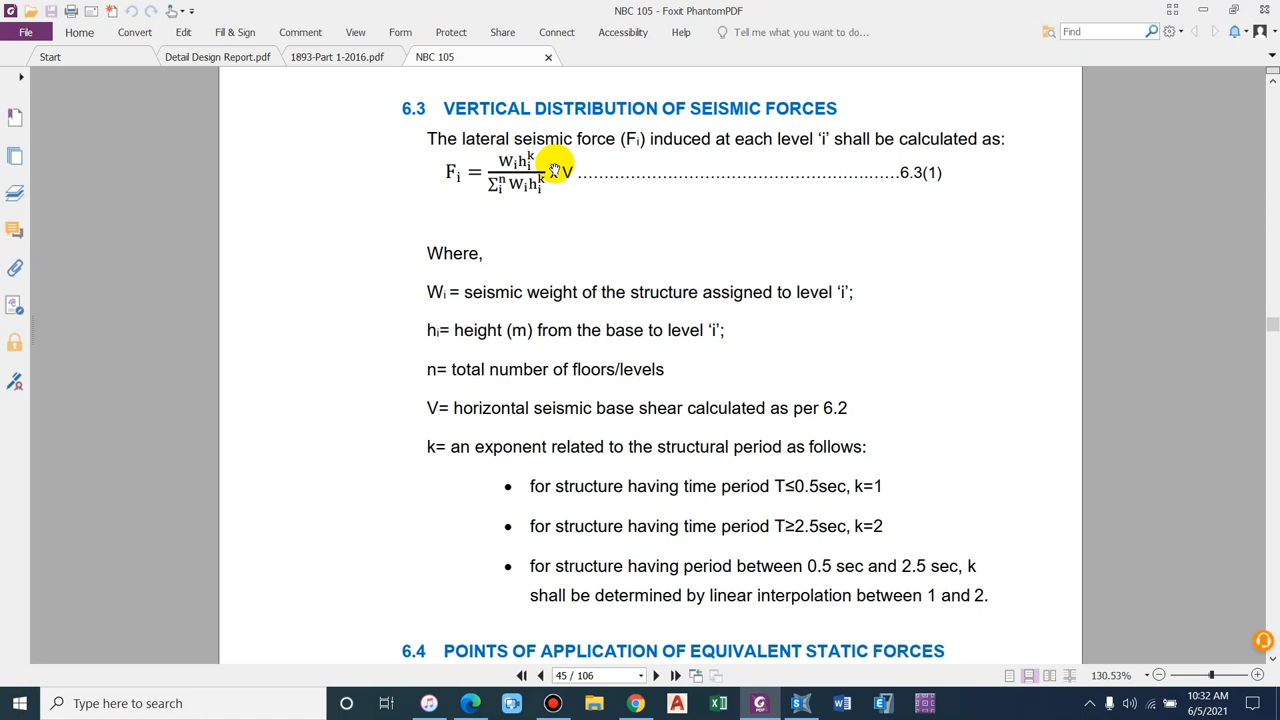 NBC 105 - Foxit PhantomPDF
File Home Convert Edit Fill & Sign Comment View Form Protect Share Connect Accessibility Help Tell me what you want to do... Find
Start Detail Design Report.pdf 1893-Part 1-2016.pdf NBC 105
6.3 VERTICAL DISTRIBUTION OF SEISMIC FORCES
The lateral seismic force (Fi) induced at each level ‘i’ shall be calculated as:
Fi = Wihik / ∑in Wihik x V ……………………………………………………6.3(1)
Where,
Wi = seismic weight of the structure assigned to level ‘i’;
hi= height (m) from the base to level ‘i’;
n= total number of floors/levels
V= horizontal seismic base shear calculated as per 6.2
k= an exponent related to the structural period as follows:
• for structure having time period T≤0.5sec, k=1
• for structure having time period T≥2.5sec, k=2
• for structure having period between 0.5 sec and 2.5 sec, k
shall be determined by linear interpolation between 1 and 2.
6.4 POINTS OF APPLICATION OF EQUIVALENT STATIC FORCES
45 / 106 130.53%
Type here to search
10:32 AM
6/5/2021